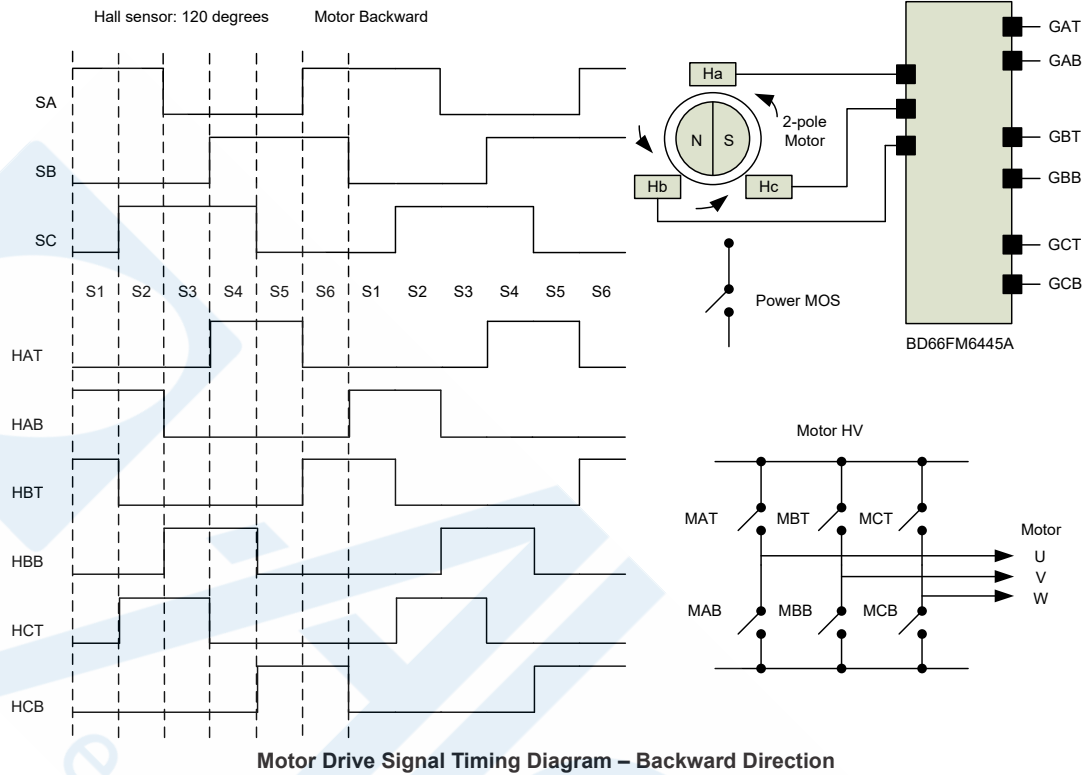 Hall sensor: 120 degrees
Motor Backward
SA
SB
SC
S1 S2 S3 S4 S5 S6 S1 S2 S3 S4 S5 S6
HAT
HAB
HBT
HBB
HCT
HCB
Ha
N S
Hb
Hc
2-pole
Motor
Power MOS
GAT
GAB
GBT
GBB
GCT
GCB
BD66FM6445A
Motor HV
MAT MBT MCT
MAB MBB MCB
Motor
U
V
W
Motor Drive Signal Timing Diagram – Backward Direction